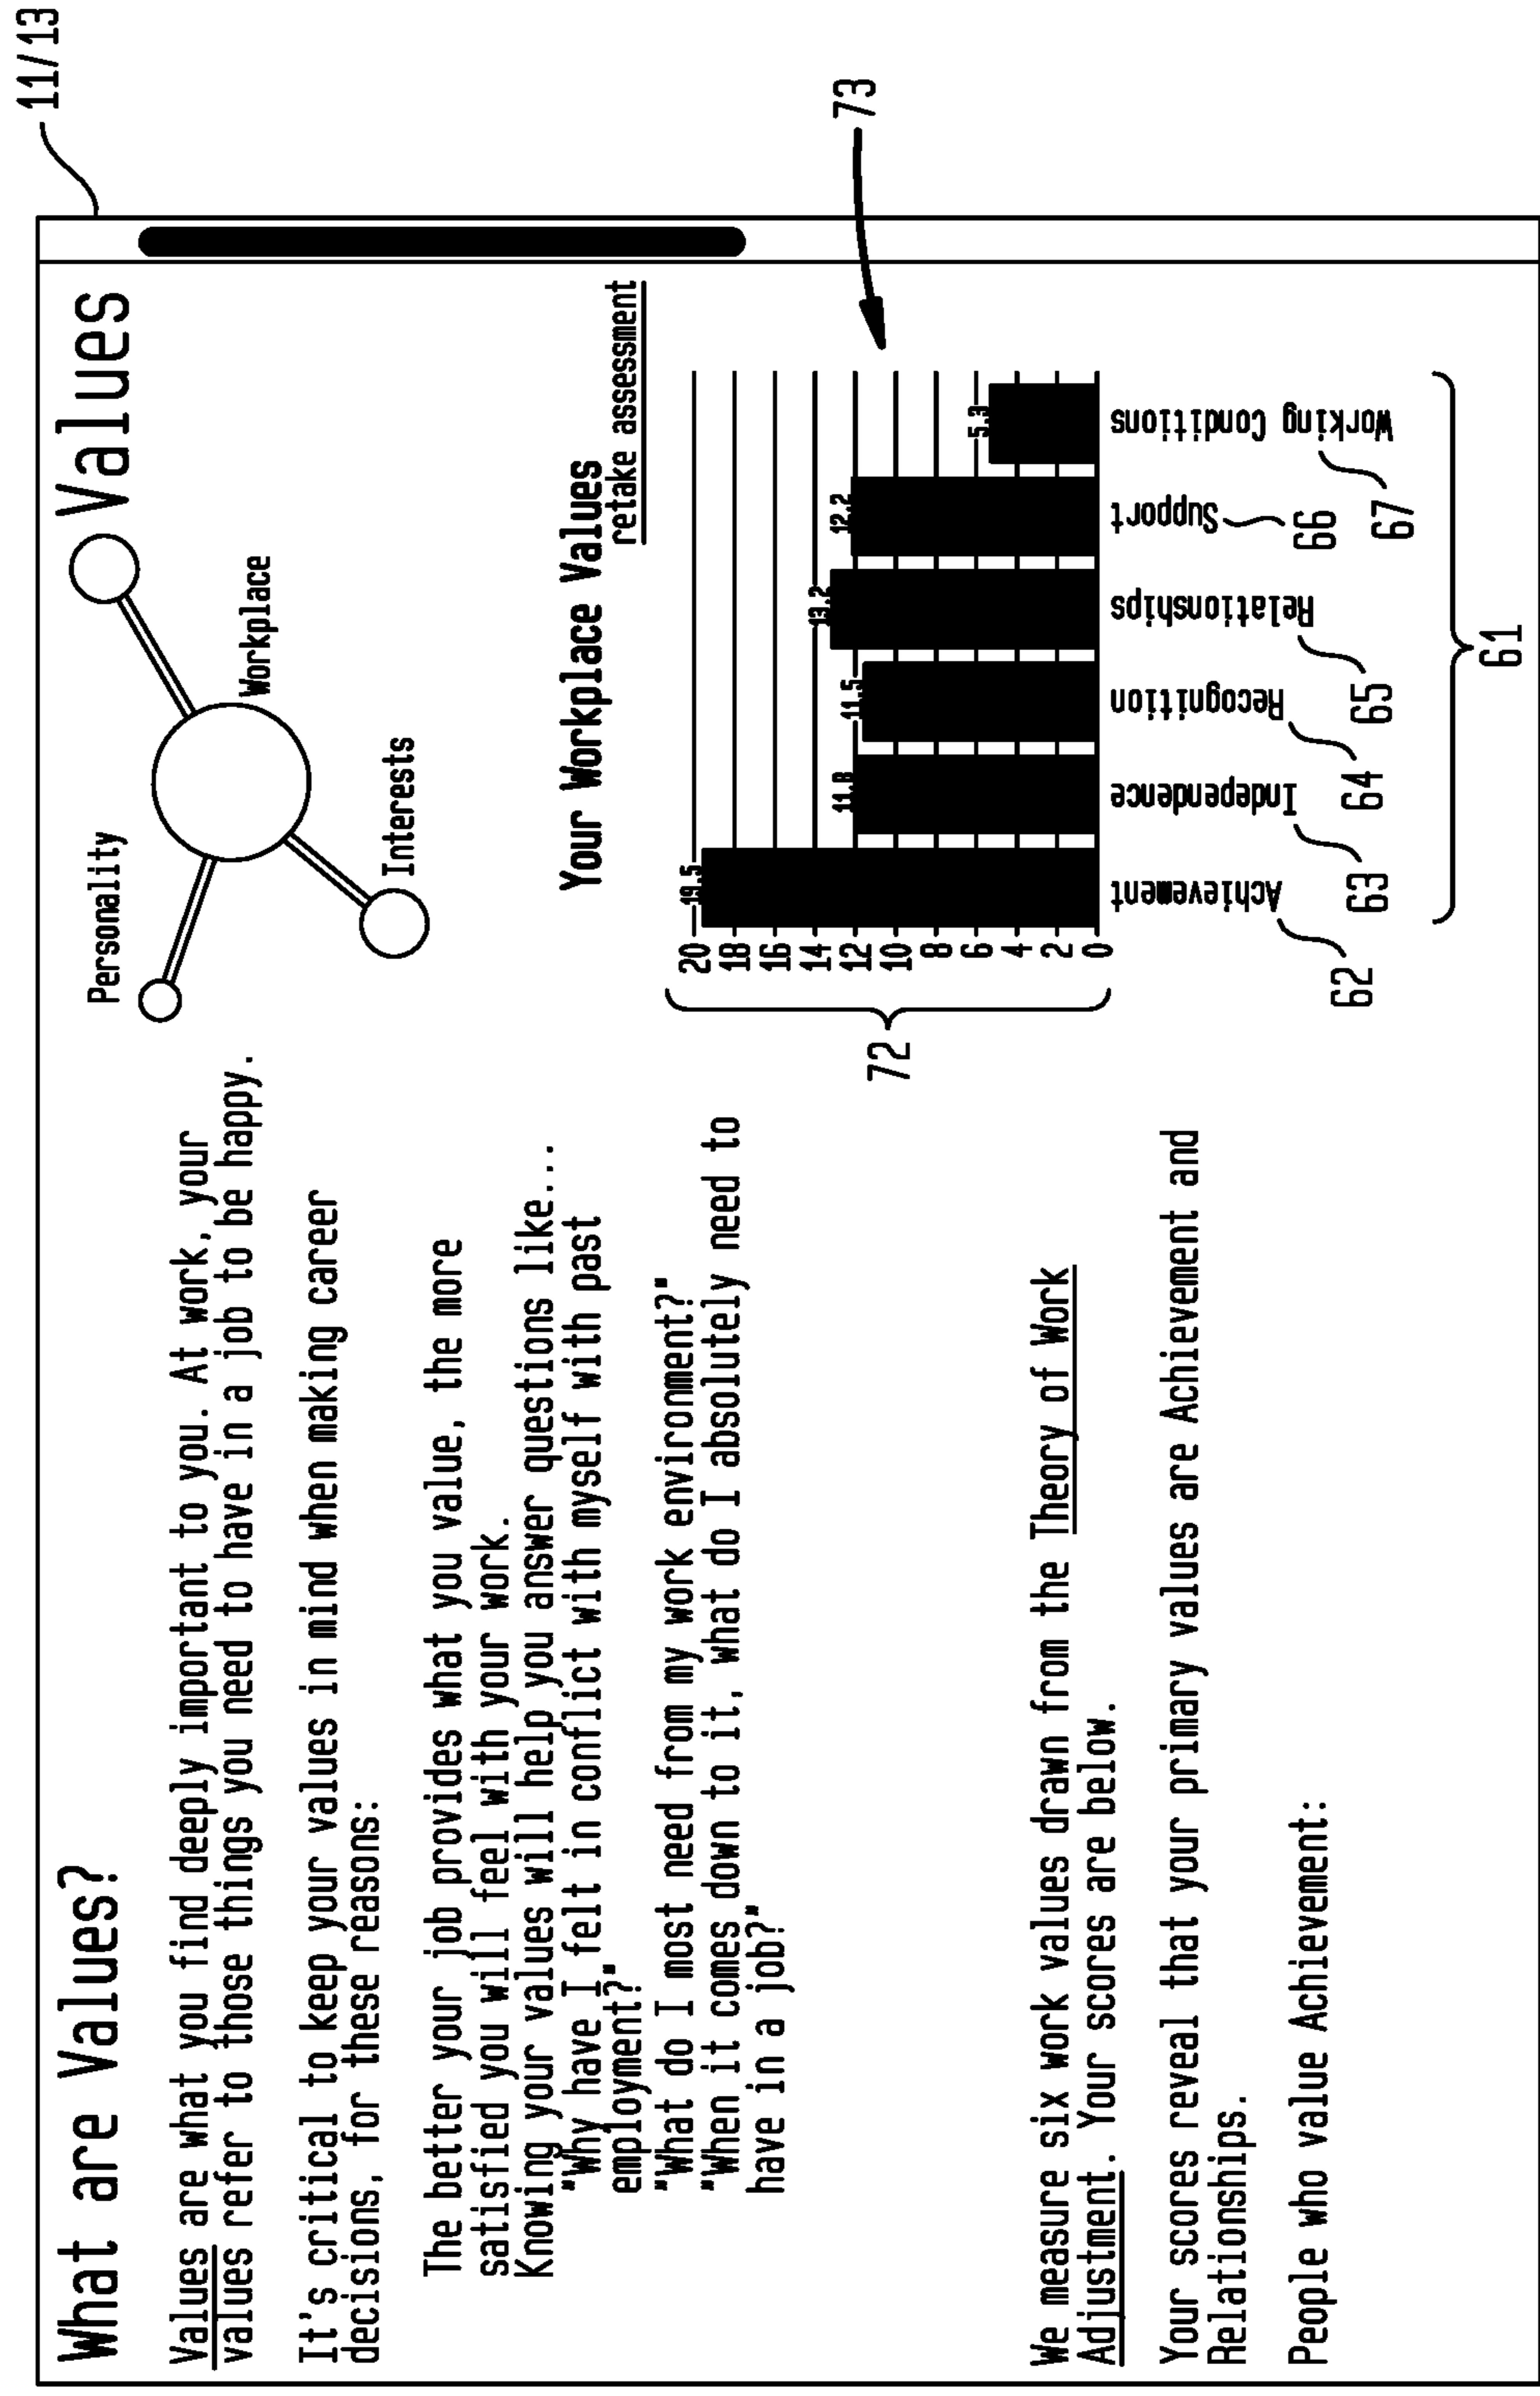 11/13
What are Values?
Values are what you find deeply important to you. At work, your
values refer to those things you need to have in a job to be happy.
It's critical to keep your values in mind when making career
decisions, for these reasons:
The better your job provides what you value, the more
satisfied you will feel with your work.
Knowing your values will help you answer questions like...
"Why have I felt in conflict with myself with past
employment?"
"What do I most need from my work environment?"
"When it comes down to it, what do I absolutely need to
have in a job?"
We measure six work values drawn from the Theory of Work
Adjustment. Your scores are below.
Your scores reveal that your primary values are Achievement and
Relationships.
People who value Achievement:
Personality
Values
Workplace
Interests
Your Workplace Values
retake assessment
73
72
20
18
16
14
12
10
8
6
4
2
0
19.5
11.8
11.5
13.2
12.2
5.3
Achievement
Independence
Recognition
Relationships
Support
Working Conditions
62
63
64
65
66
67
61